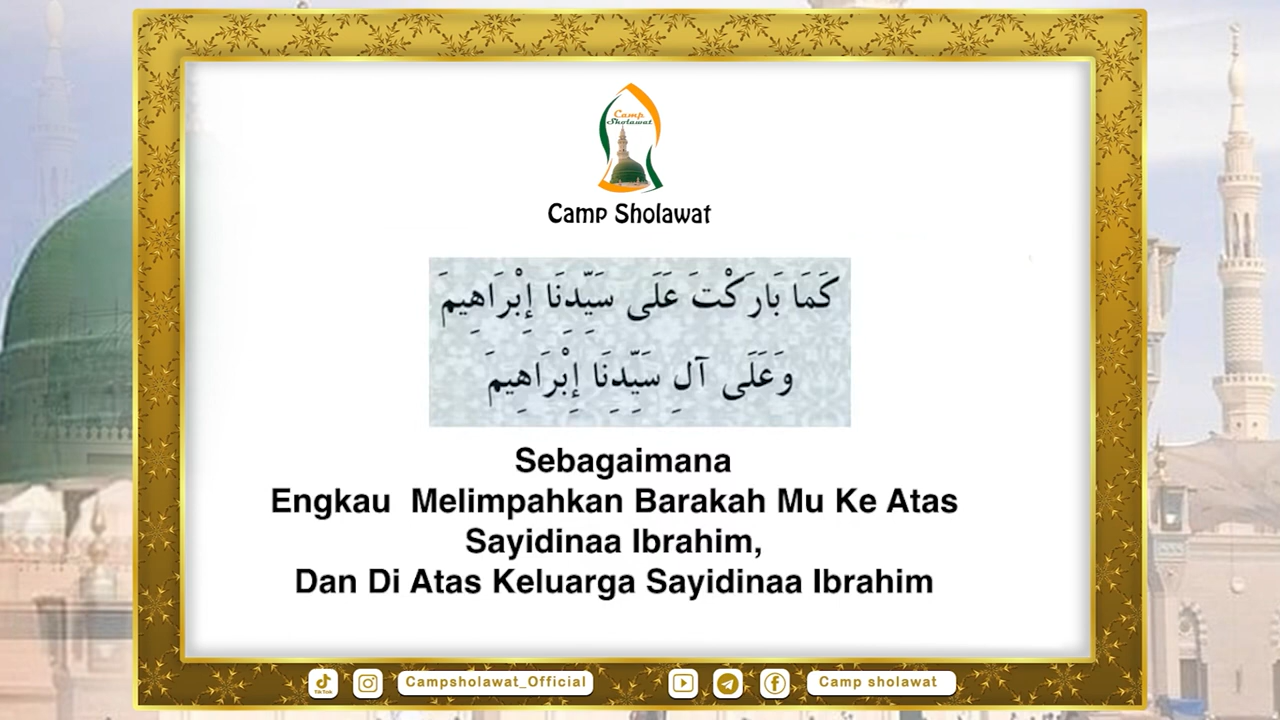 Camp
Sholawat
Camp Sholawat
كَمَا بَارَكْتَ عَلَى سَيِّدِنَا إِبْرَاهِيمَ
وَعَلَى آلِ سَيِّدِنَا إِبْرَاهِيمَ
Sebagaimana
Engkau  Melimpahkan Barakah Mu Ke Atas
Sayidinaa Ibrahim,
Dan Di Atas Keluarga Sayidinaa Ibrahim
TikTok
Campsholawat_Official
Camp sholawat